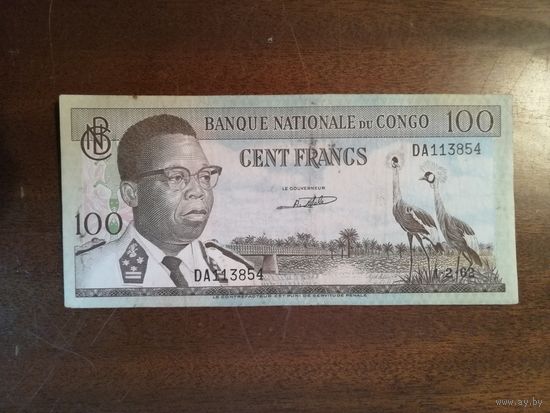 BNC
BANQUE NATIONALE DU CONGO 100
CENT FRANCS DA113854
LE GOUVERNEUR
100
DA113854
1-2-62
LE CONTREFACTEUR EST PUNI DE SERVITUDE PENALE
www.ay.by